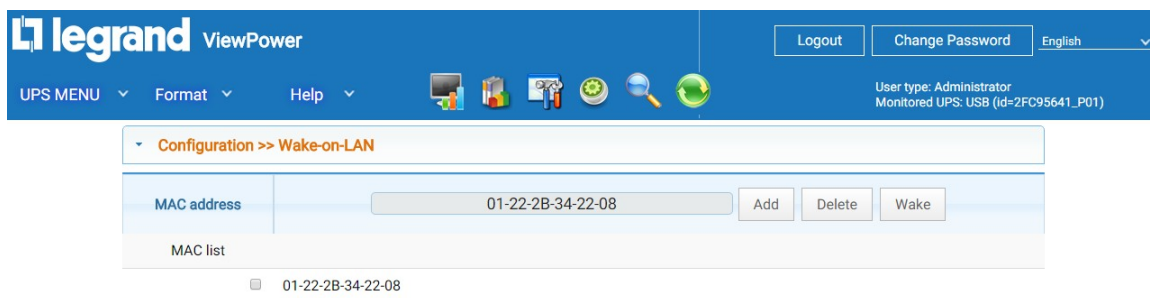 legrand ViewPower
Logout Change Password English
UPS MENU Format Help
User type: Administrator
Monitored UPS: USB (id=2FC95641_P01)
Configuration >> Wake-on-LAN
MAC address 01-22-2B-34-22-08 Add Delete Wake
MAC list
01-22-2B-34-22-08